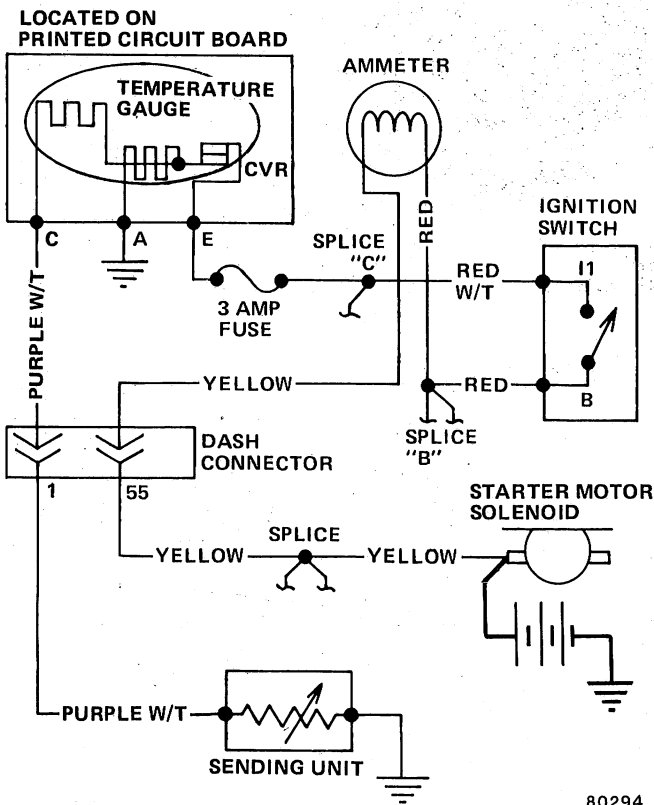 LOCATED ON
PRINTED CIRCUIT BOARD
TEMPERATURE
GAUGE
CVR
C
A
E
AMMETER
RED
IGNITION
SWITCH
SPLICE
"C"
RED
W/T
I1
3 AMP
FUSE
PURPLE W/T
YELLOW
RED
B
SPLICE
"B"
DASH
CONNECTOR
1
55
STARTER MOTOR
SOLENOID
SPLICE
YELLOW
YELLOW
PURPLE W/T
SENDING UNIT
80294